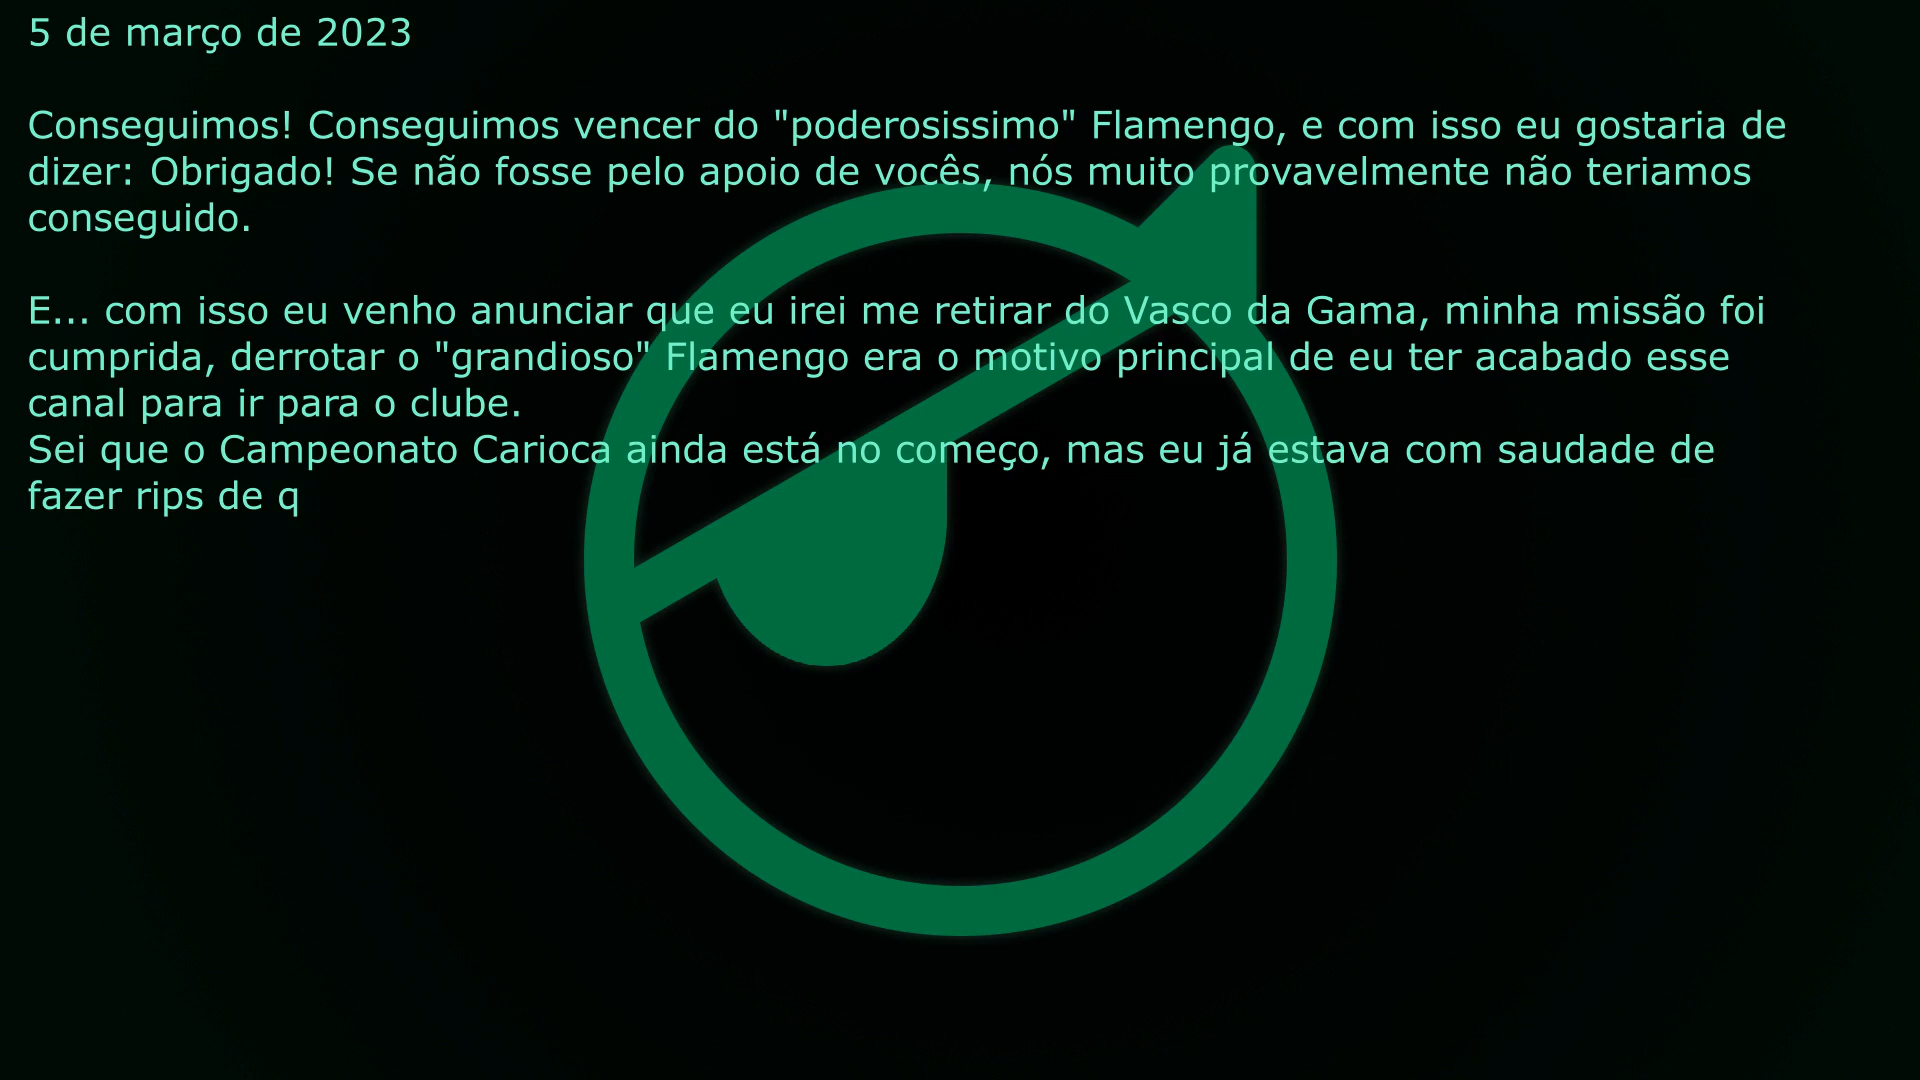 5 de março de 2023
Conseguimos! Conseguimos vencer do "poderosissimo" Flamengo, e com isso eu gostaria de
dizer: Obrigado! Se não fosse pelo apoio de vocês, nós muito provavelmente não teriamos
conseguido.
E... com isso eu venho anunciar que eu irei me retirar do Vasco da Gama, minha missão foi
cumprida, derrotar o "grandioso" Flamengo era o motivo principal de eu ter acabado esse
canal para ir para o clube.
Sei que o Campeonato Carioca ainda está no começo, mas eu já estava com saudade de
fazer rips de q